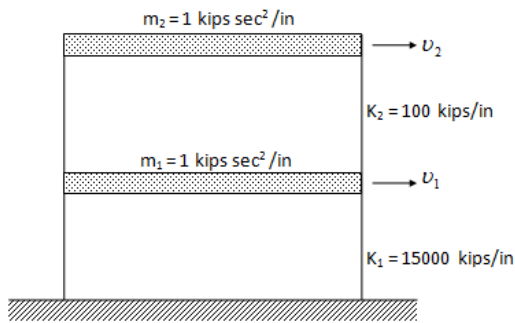 m₂ = 1 kips sec²/in
υ₂
K₂ = 100 kips/in
m₁ = 1 kips sec²/in
υ₁
K₁ = 15000 kips/in